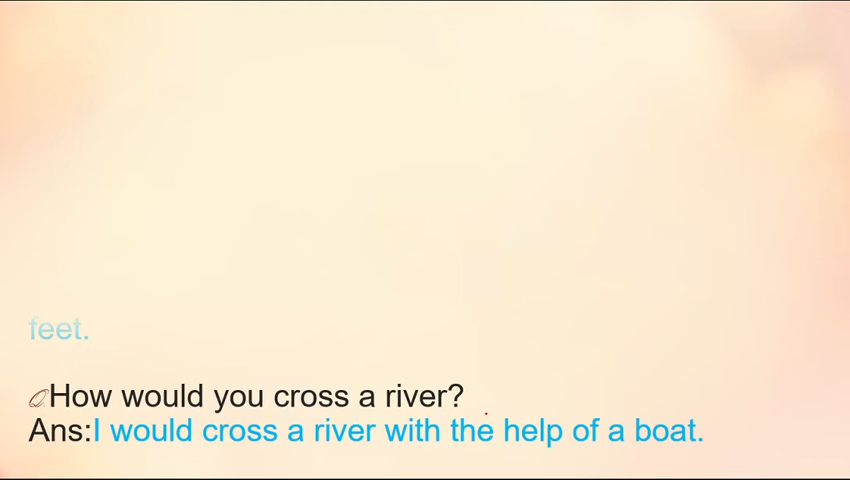 feet.
Q.How would you cross a river?
Ans:I would cross a river with the help of a boat.